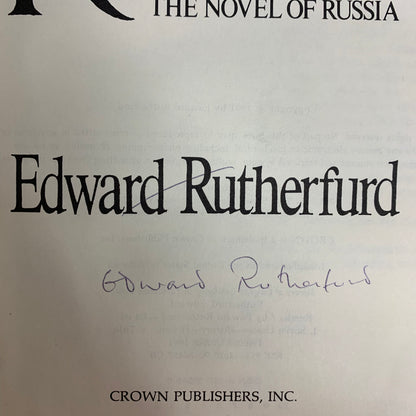 THE NOVEL OF RUSSIA
Edward Rutherfurd
Edward Rutherfurd
CROWN PUBLISHERS, INC.